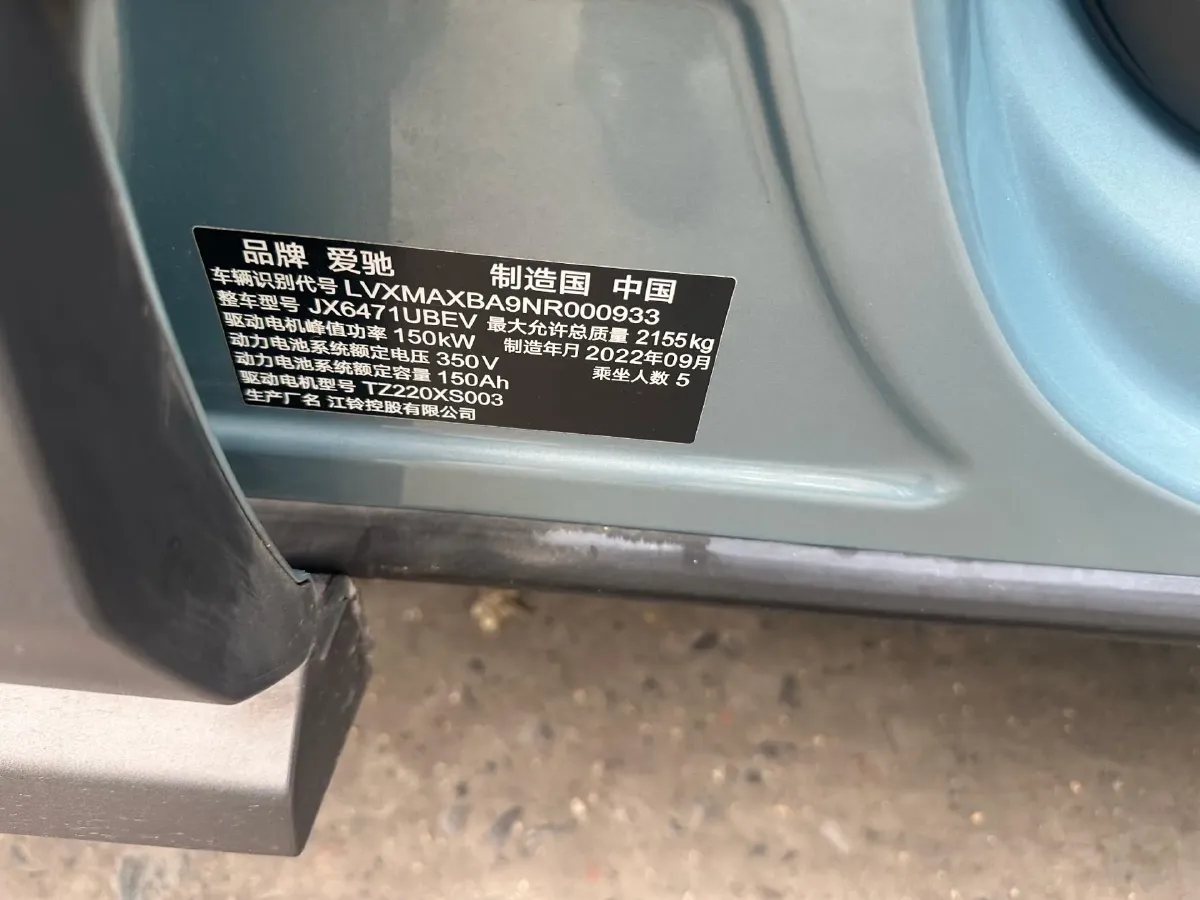 品牌 爱驰 制造国 中国
车辆识别代号 LVXMAXBA9NR000933
整车型号 JX6471UBEV 最大允许总质量 2155kg
驱动电机峰值功率 150kW 制造年月 2022年09月
动力电池系统额定电压 350V 乘坐人数 5
动力电池系统额定容量 150Ah
驱动电机型号 TZ220XS003
生产厂名 江铃控股有限公司